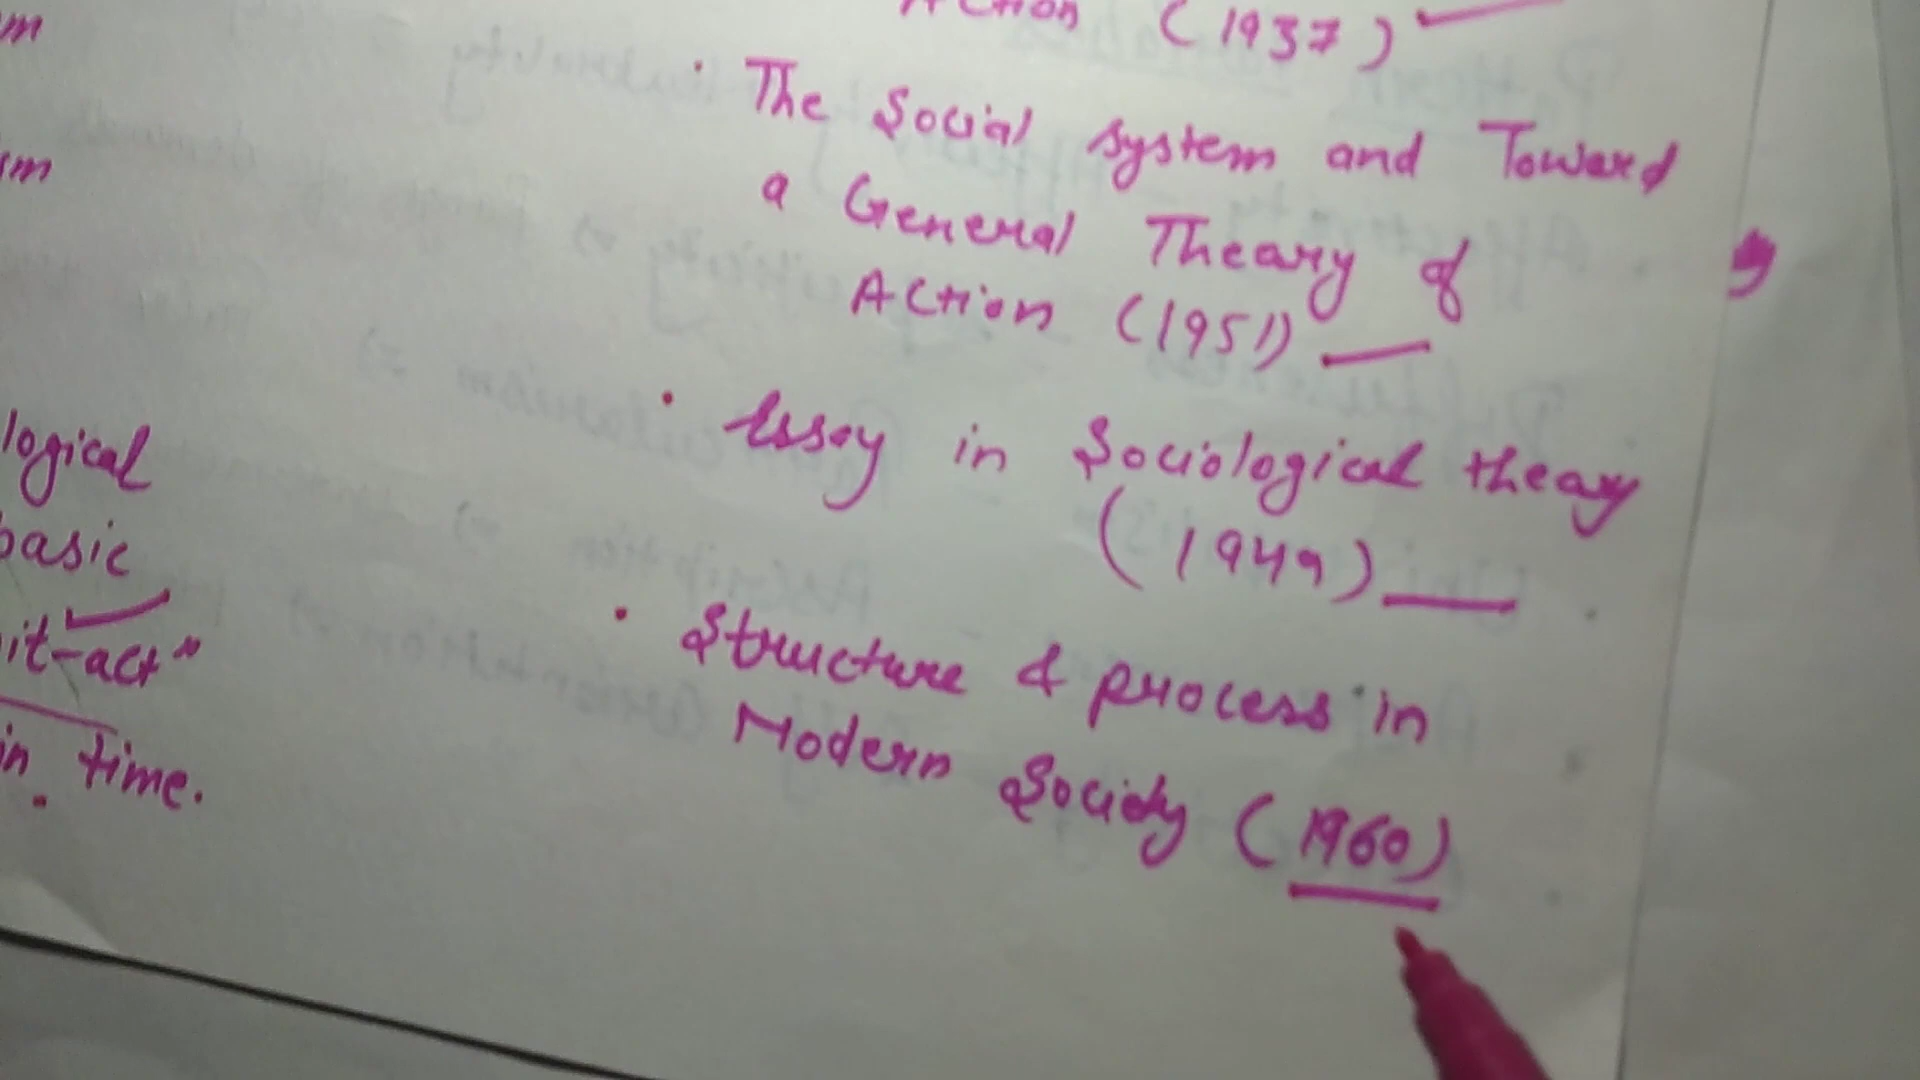 Action (1937)
· The Social system and Toward
a General Theory of
Action (1951)
· Essay in Sociological theory
(1949)
· Structure & process in
Modern Society (1960)
m
sm
logical
basic
it-act"
in time.